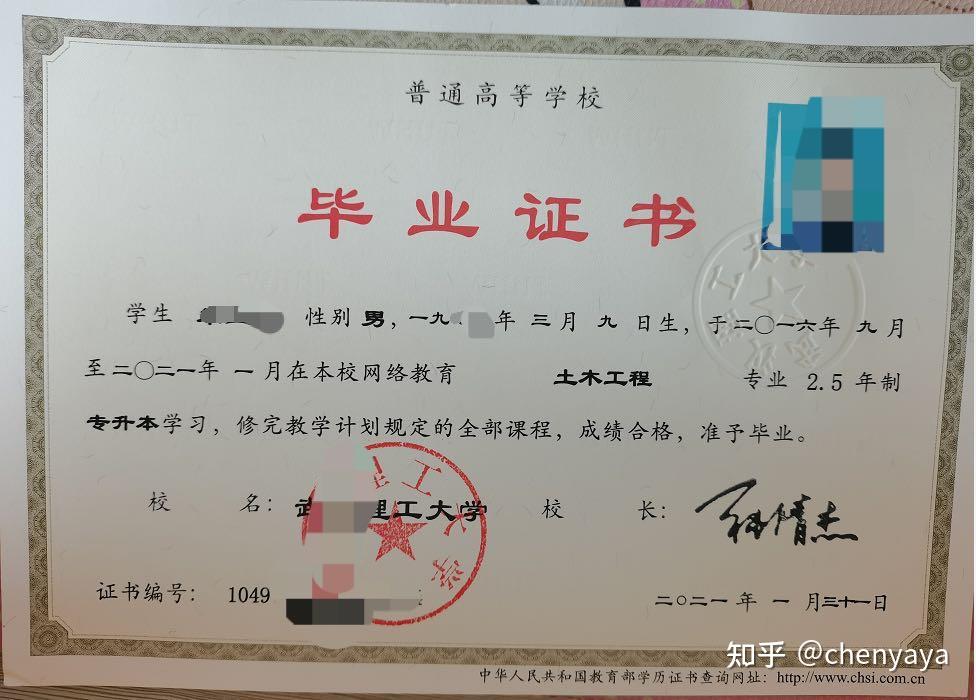 普通高等学校
毕业证书
学生 性别 男，一九 年 三月 九 日生，于二〇一六年 九月
至二〇二一年 一月在本校网络教育 土木工程 专业 2.5 年制
专升本学习，修完教学计划规定的全部课程，成绩合格，准予毕业。
校 名： 理工大学 校 长：
证书编号： 1049 二〇二一年 一月三十一日
知乎 @chenyaya
中华人民共和国教育部学历证书查询网址：http://www.chsi.com.cn